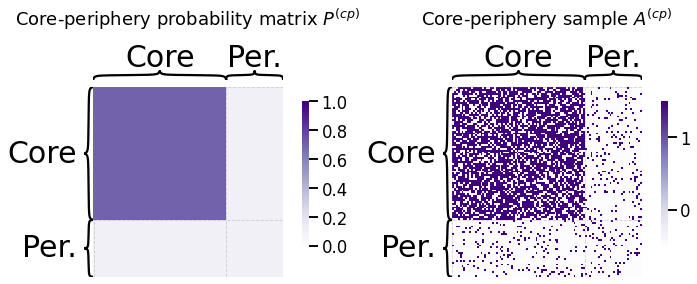 Core-periphery probability matrix P^(cp)
Core Per.
Core
Per.
1.0
0.8
0.6
0.4
0.2
0.0
Core-periphery sample A^(cp)
Core Per.
Core
Per.
1
0